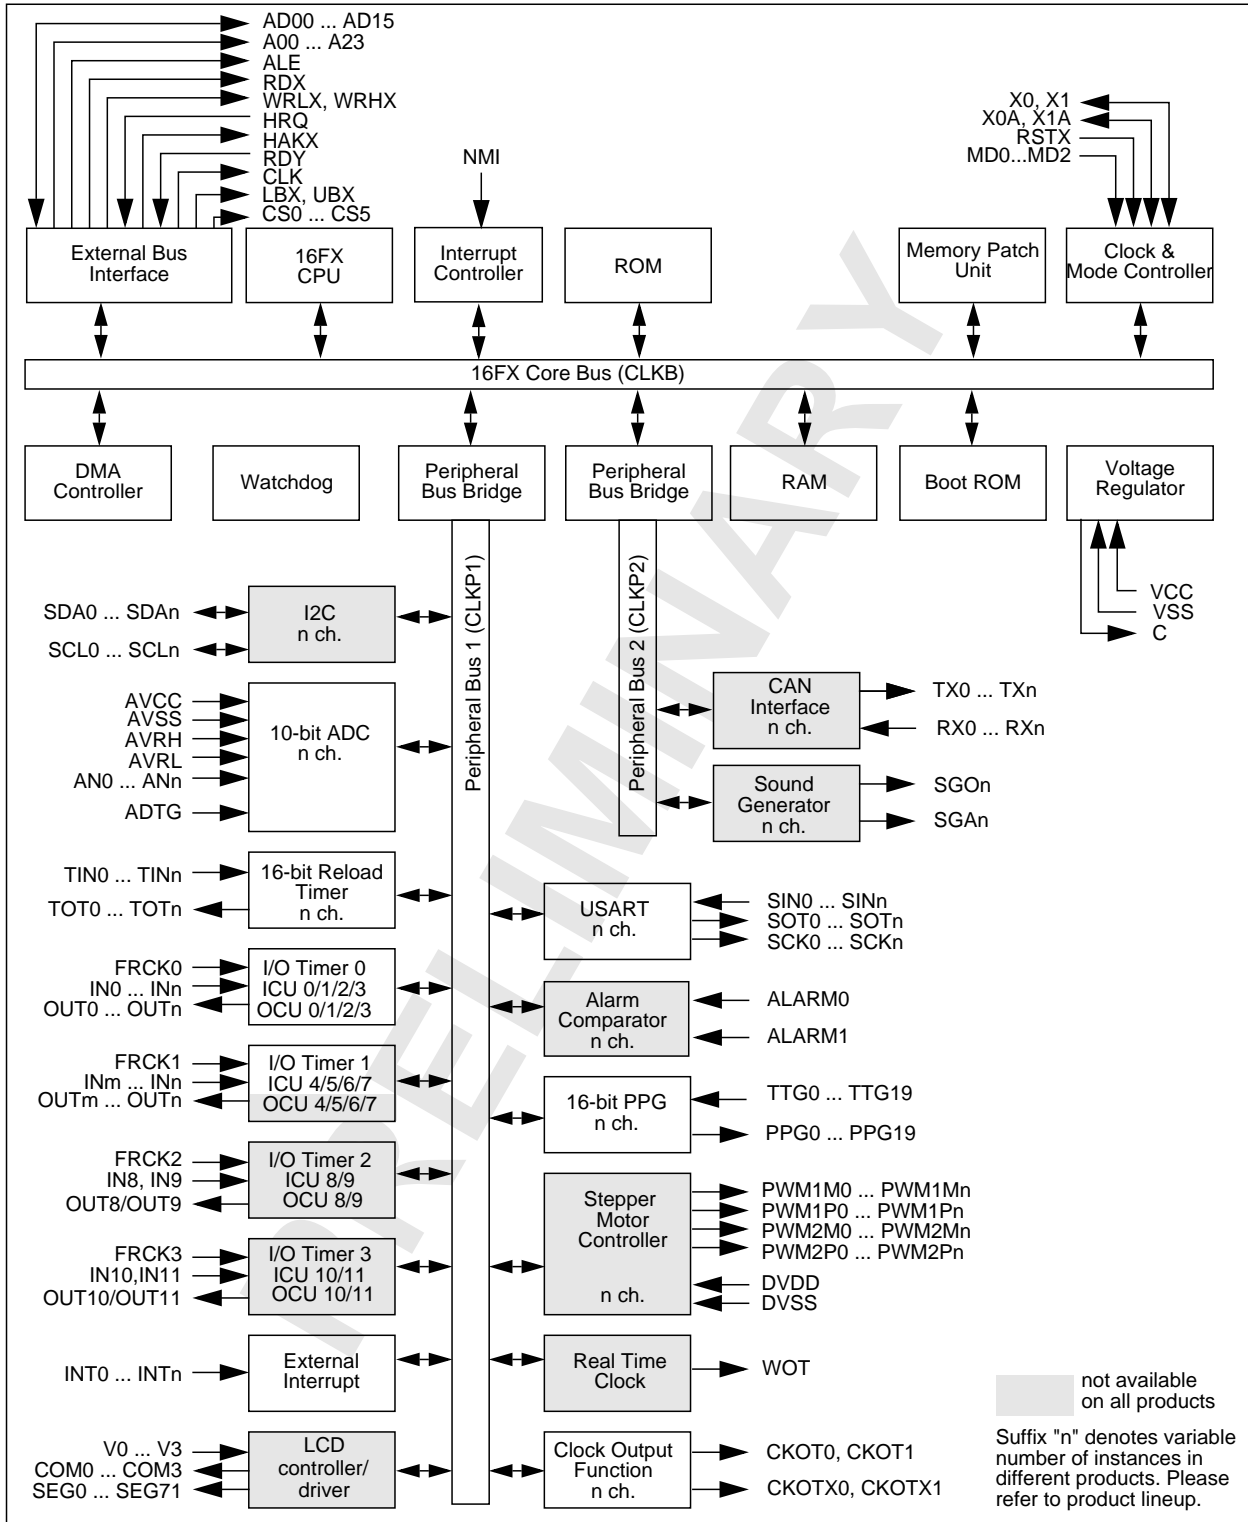 AD00 ... AD15
A00 ... A23
ALE
RDX
WRLX, WRHX
HRQ
HAKX
RDY
CLK
LBX, UBX
CS0 ... CS5
NMI
X0, X1
X0A, X1A
RSTX
MD0...MD2
External Bus
Interface
16FX
CPU
Interrupt
Controller
ROM
Memory Patch
Unit
Clock &
Mode Controller
16FX Core Bus (CLKB)
DMA
Controller
Watchdog
Peripheral
Bus Bridge
Peripheral
Bus Bridge
RAM
Boot ROM
Voltage
Regulator
VCC
VSS
C
Peripheral Bus 1 (CLKP1)
Peripheral Bus 2 (CLKP2)
SDA0 ... SDAn
SCL0 ... SCLn
I2C
n ch.
AVCC
AVSS
AVRH
AVRL
AN0 ... ANn
ADTG
10-bit ADC
n ch.
TIN0 ... TINn
TOT0 ... TOTn
16-bit Reload
Timer
n ch.
FRCK0
IN0 ... INn
OUT0 ... OUTn
I/O Timer 0
ICU 0/1/2/3
OCU 0/1/2/3
FRCK1
INm ... INn
OUTm ... OUTn
I/O Timer 1
ICU 4/5/6/7
OCU 4/5/6/7
FRCK2
IN8, IN9
OUT8/OUT9
I/O Timer 2
ICU 8/9
OCU 8/9
FRCK3
IN10,IN11
OUT10/OUT11
I/O Timer 3
ICU 10/11
OCU 10/11
INT0 ... INTn
External
Interrupt
V0 ... V3
COM0 ... COM3
SEG0 ... SEG71
LCD
controller/
driver
CAN
Interface
n ch.
TX0 ... TXn
RX0 ... RXn
Sound
Generator
n ch.
SGOn
SGAn
USART
n ch.
SIN0 ... SINn
SOT0 ... SOTn
SCK0 ... SCKn
Alarm
Comparator
n ch.
ALARM0
ALARM1
16-bit PPG
n ch.
TTG0 ... TTG19
PPG0 ... PPG19
Stepper
Motor
Controller
n ch.
PWM1M0 ... PWM1Mn
PWM1P0 ... PWM1Pn
PWM2M0 ... PWM2Mn
PWM2P0 ... PWM2Pn
DVDD
DVSS
Real Time
Clock
WOT
Clock Output
Function
n ch.
CKOT0, CKOT1
CKOTX0, CKOTX1
not available
on all products
Suffix "n" denotes variable
number of instances in
different products. Please
refer to product lineup.
PRELIMINARY